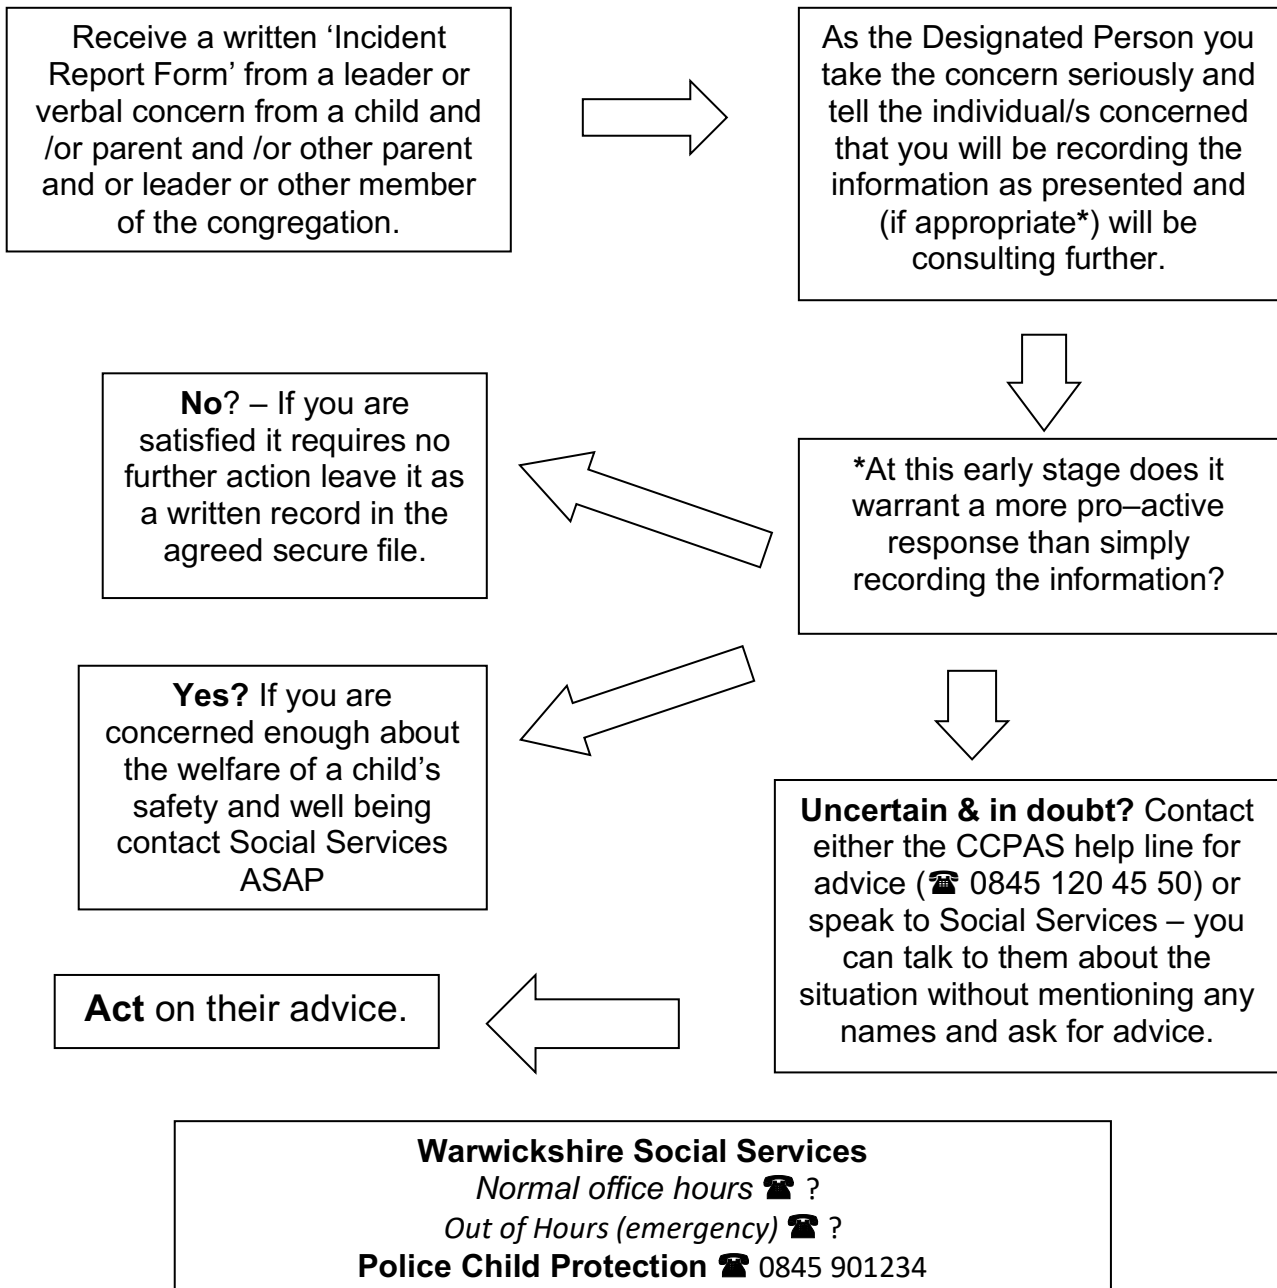 Receive a written ‘Incident
Report Form’ from a leader or
verbal concern from a child and
/or parent and /or other parent
and or leader or other member
of the congregation.
As the Designated Person you
take the concern seriously and
tell the individual/s concerned
that you will be recording the
information as presented and
(if appropriate*) will be
consulting further.
*At this early stage does it
warrant a more pro–active
response than simply
recording the information?
No? – If you are
satisfied it requires no
further action leave it as
a written record in the
agreed secure file.
Yes? If you are
concerned enough about
the welfare of a child’s
safety and well being
contact Social Services
ASAP
Uncertain & in doubt? Contact
either the CCPAS help line for
advice (☎ 0845 120 45 50) or
speak to Social Services – you
can talk to them about the
situation without mentioning any
names and ask for advice.
Act on their advice.
Warwickshire Social Services
Normal office hours ☎ ?
Out of Hours (emergency) ☎ ?
Police Child Protection ☎ 0845 901234